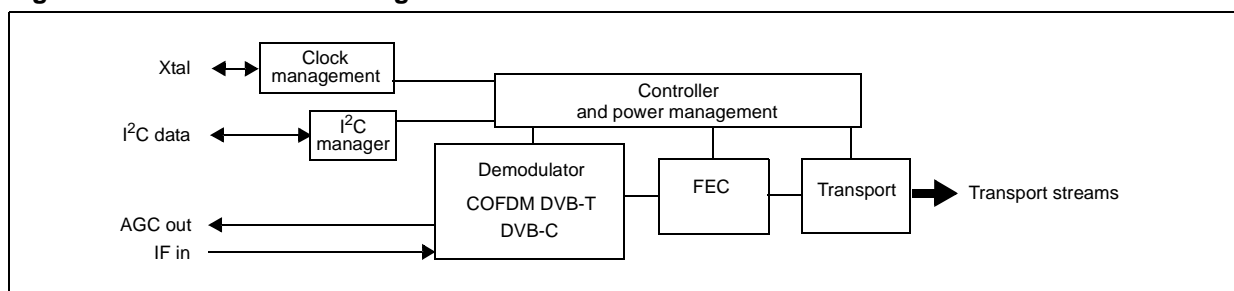 Xtal
Clock
management
Controller
and power management
I²C data
I²C
manager
Demodulator
COFDM DVB-T
DVB-C
FEC
Transport
Transport streams
AGC out
IF in